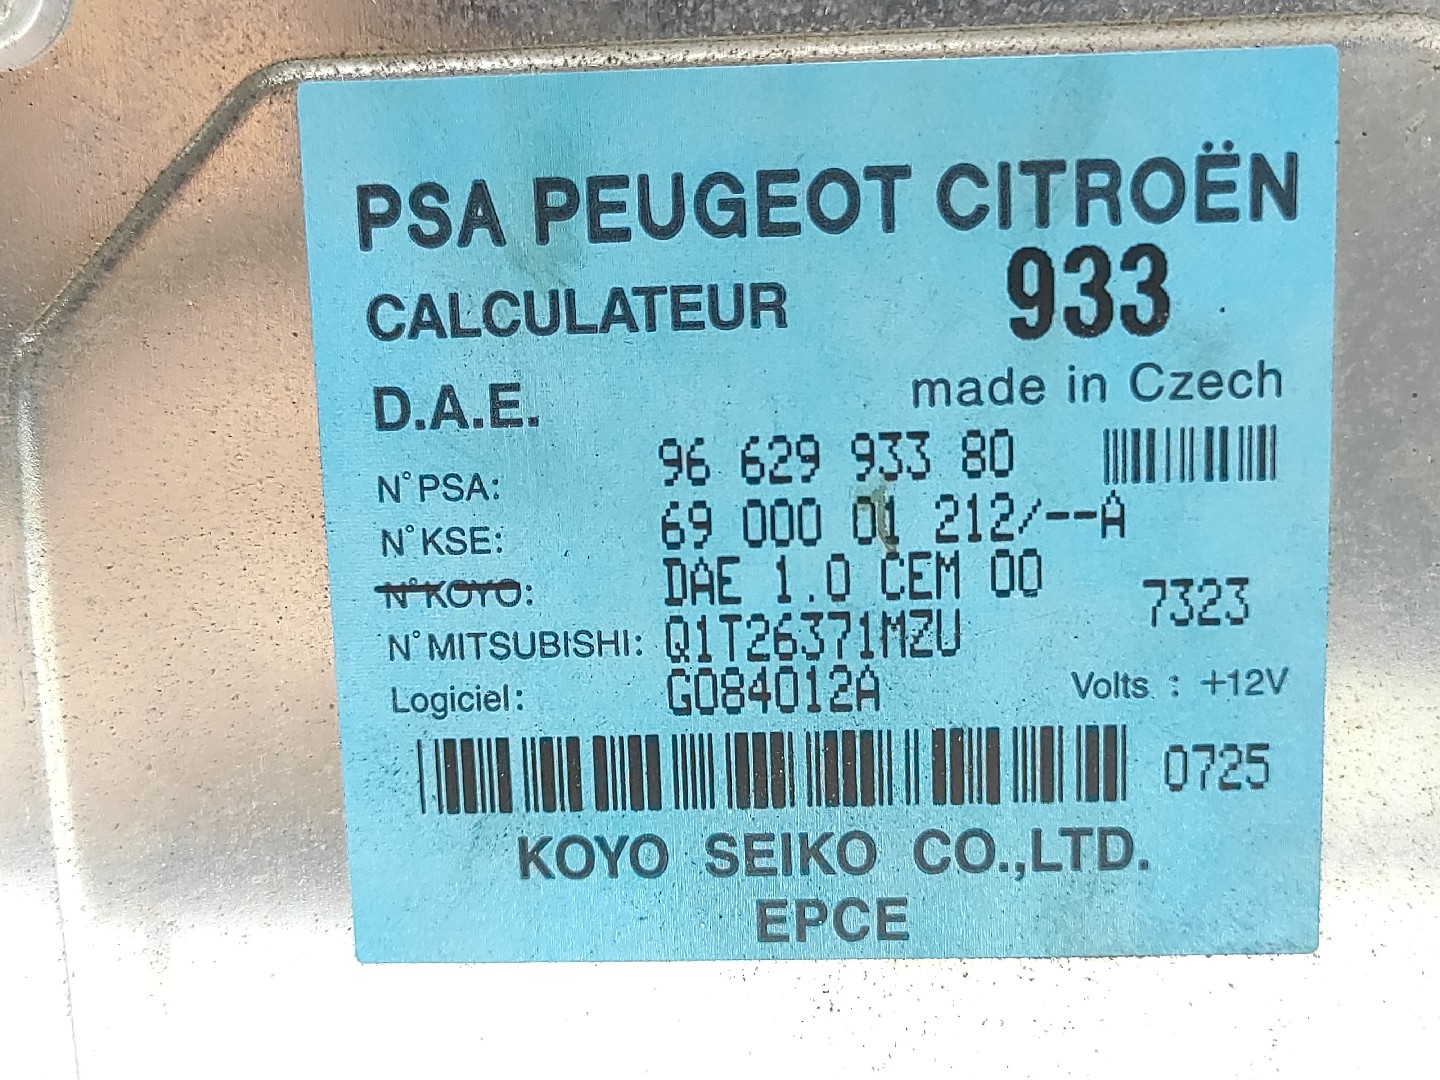 PSA PEUGEOT CITROËN
CALCULATEUR 933
D.A.E. made in Czech
N° PSA: 96 629 933 80
N° KSE: 69 000 01 212/--A
N° KOYO: DAE 1.0 CEM 00 7323
N° MITSUBISHI: Q1T26371MZU
Logiciel: G084012A Volts : +12V
0725
KOYO SEIKO CO.,LTD.
EPCE